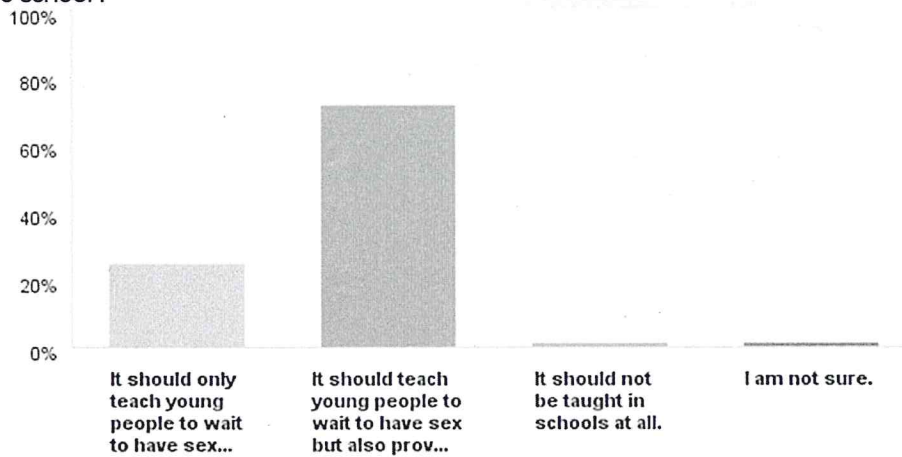 100%
80%
60%
40%
20%
0%
It should only
teach young
people to wait
to have sex...
It should teach
young people to
wait to have sex
but also prov...
It should not
be taught in
schools at all.
I am not sure.